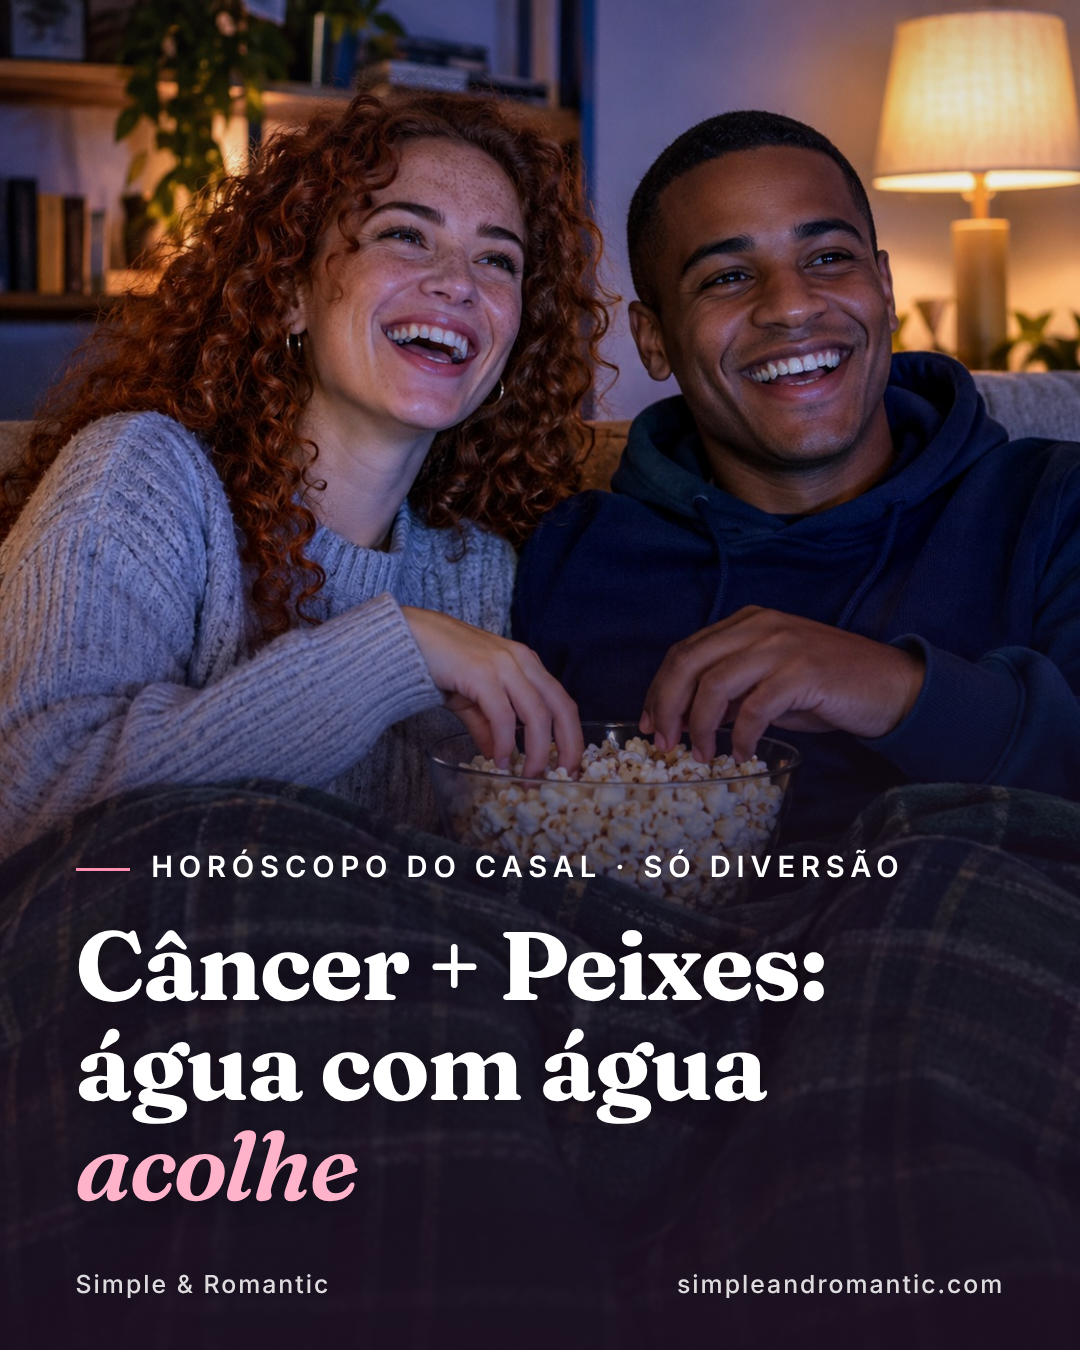 HORÓSCOPO DO CASAL · SÓ DIVERSÃO
Câncer + Peixes:
água com água
acolhe
Simple & Romantic
simpleandromantic.com